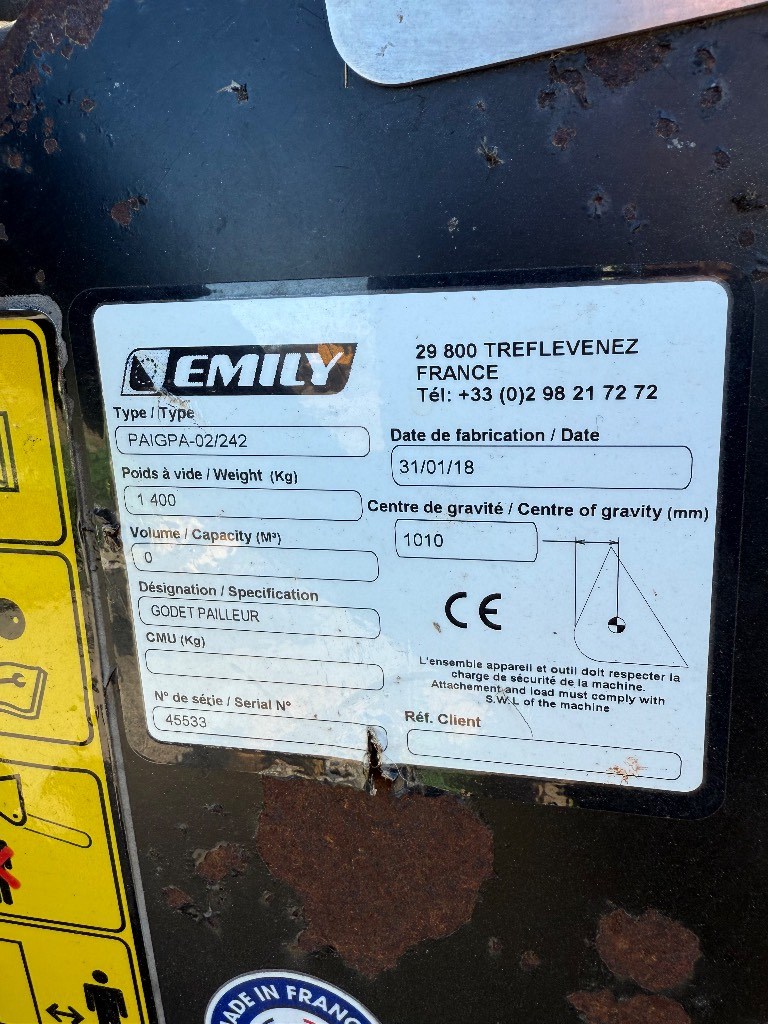 EMILY
29 800 TREFLEVENEZ
FRANCE
Tél: +33 (0)2 98 21 72 72
Type / Type
PAIGPA-02/242
Date de fabrication / Date
31/01/18
Poids à vide / Weight (Kg)
1 400
Centre de gravité / Centre of gravity (mm)
1010
Volume / Capacity (M³)
0
Désignation / Specification
GODET PAILLEUR
CE
CMU (Kg)
L'ensemble appareil et outil doit respecter la
charge de sécurité de la machine.
Attachement and load must comply with
S.W.L of the machine
N° de série / Serial N°
45533
Réf. Client
MADE IN FRANC